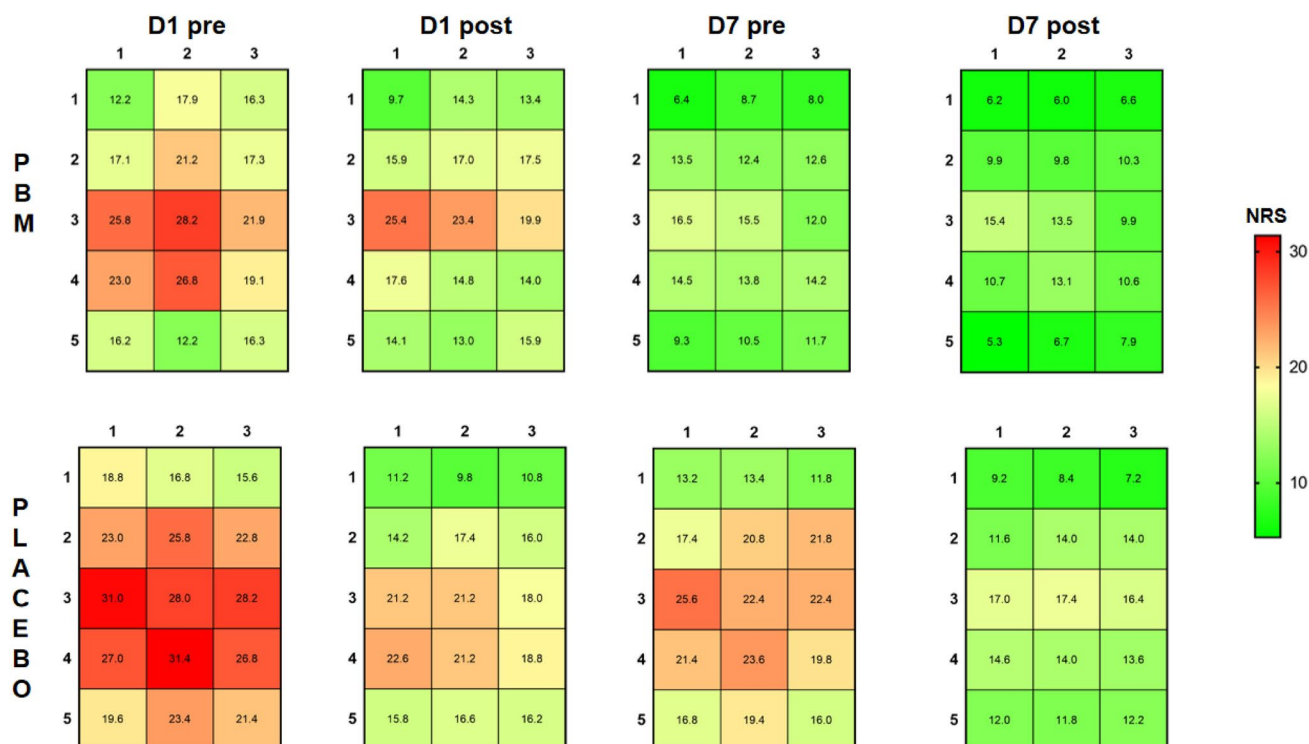 D1 pre D1 post D7 pre D7 post
1 2 3 1 2 3 1 2 3 1 2 3
1 12.2 17.9 16.3 1 9.7 14.3 13.4 1 6.4 8.7 8.0 1 6.2 6.0 6.6
2 17.1 21.2 17.3 2 15.9 17.0 17.5 2 13.5 12.4 12.6 2 9.9 9.8 10.3
3 25.8 28.2 21.9 3 25.4 23.4 19.9 3 16.5 15.5 12.0 3 15.4 13.5 9.9
4 23.0 26.8 19.1 4 17.6 14.8 14.0 4 14.5 13.8 14.2 4 10.7 13.1 10.6
5 16.2 12.2 16.3 5 14.1 13.0 15.9 5 9.3 10.5 11.7 5 5.3 6.7 7.9
PBM
1 2 3 1 2 3 1 2 3 1 2 3
1 18.8 16.8 15.6 1 11.2 9.8 10.8 1 13.2 13.4 11.8 1 9.2 8.4 7.2
2 23.0 25.8 22.8 2 14.2 17.4 16.0 2 17.4 20.8 21.8 2 11.6 14.0 14.0
3 31.0 28.0 28.2 3 21.2 21.2 18.0 3 25.6 22.4 22.4 3 17.0 17.4 16.4
4 27.0 31.4 26.8 4 22.6 21.2 18.8 4 21.4 23.6 19.8 4 14.6 14.0 13.6
5 19.6 23.4 21.4 5 15.8 16.6 16.2 5 16.8 19.4 16.0 5 12.0 11.8 12.2
PLACEBO
NRS
30
20
10